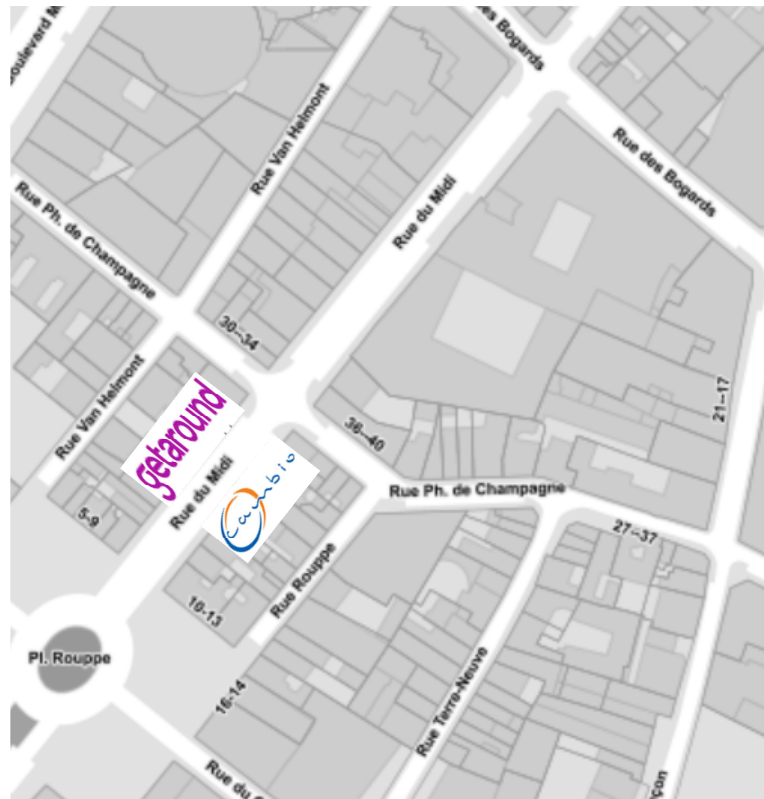 des Bogards
Rue Van Helmont
Rue des Bogards
Rue du Midi
Rue Ph. de Champagne
30–34
Rue Van Helmont
getaround
36–40
21–17
cambio
Rue du Midi
Rue Ph. de Champagne
5-9
27–37
Rue Rouppe
10-13
Pl. Rouppe
16-14
Rue Terre-Neuve
Rue du